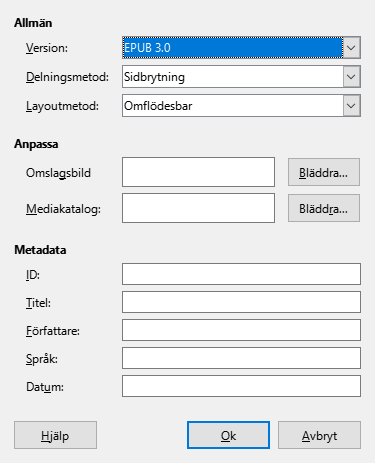 Allmän
Version: EPUB 3.0
Delningsmetod: Sidbrytning
Layoutmetod: Omflödesbar
Anpassa
Omslagsbild Bläddra...
Mediakatalog: Bläddra...
Metadata
ID:
Titel:
Författare:
Språk:
Datum:
Hjälp Ok Avbryt